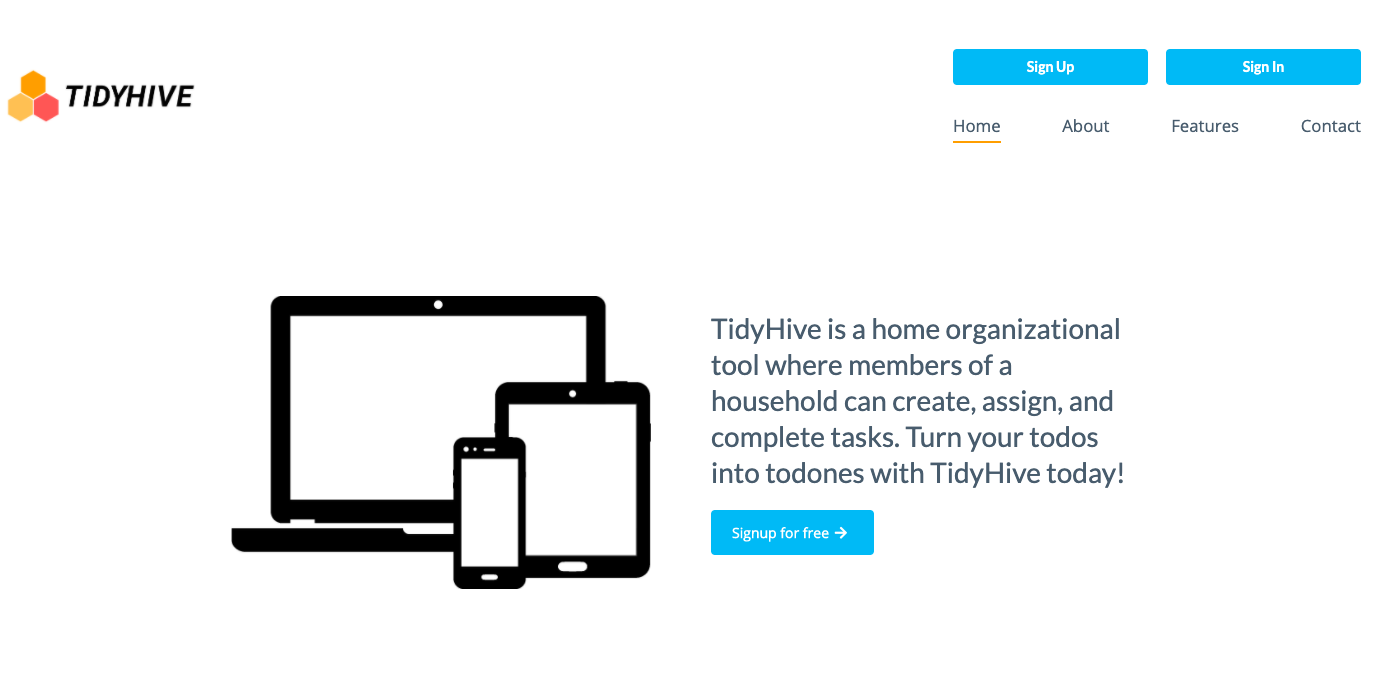 TIDYHIVE
Sign Up
Sign In
Home
About
Features
Contact
TidyHive is a home organizational
tool where members of a
household can create, assign, and
complete tasks. Turn your todos
into todones with TidyHive today!
Signup for free